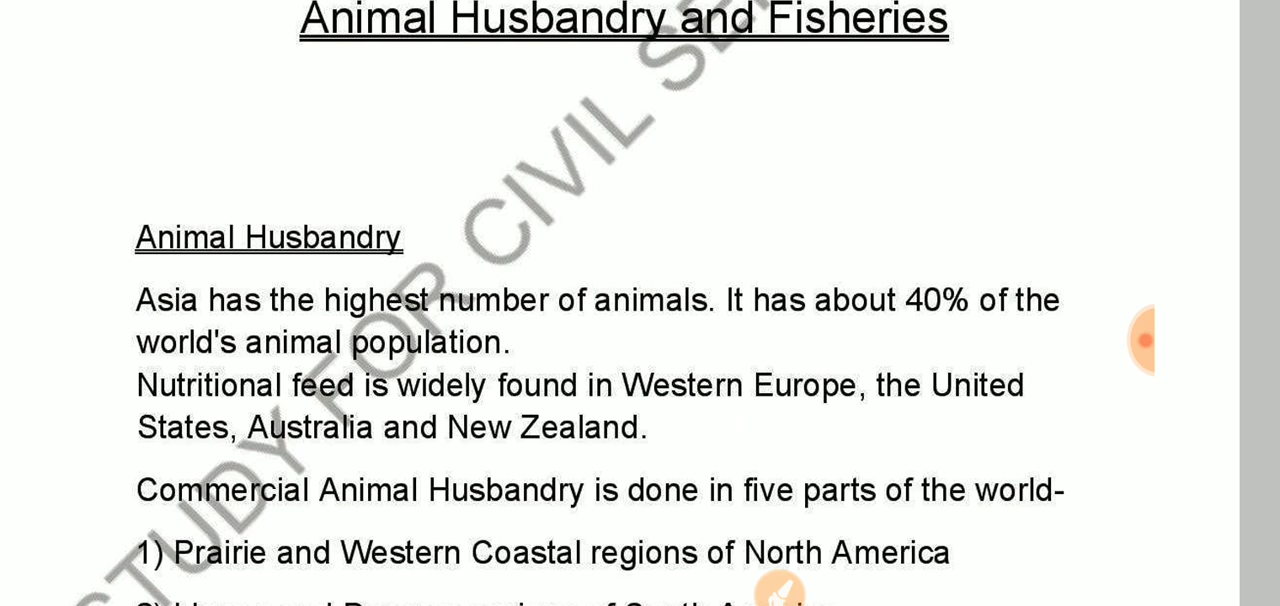 Animal Husbandry and Fisheries
STUDY FOR CIVIL
Animal Husbandry
Asia has the highest number of animals. It has about 40% of the
world's animal population.
Nutritional feed is widely found in Western Europe, the United
States, Australia and New Zealand.
Commercial Animal Husbandry is done in five parts of the world-
1) Prairie and Western Coastal regions of North America